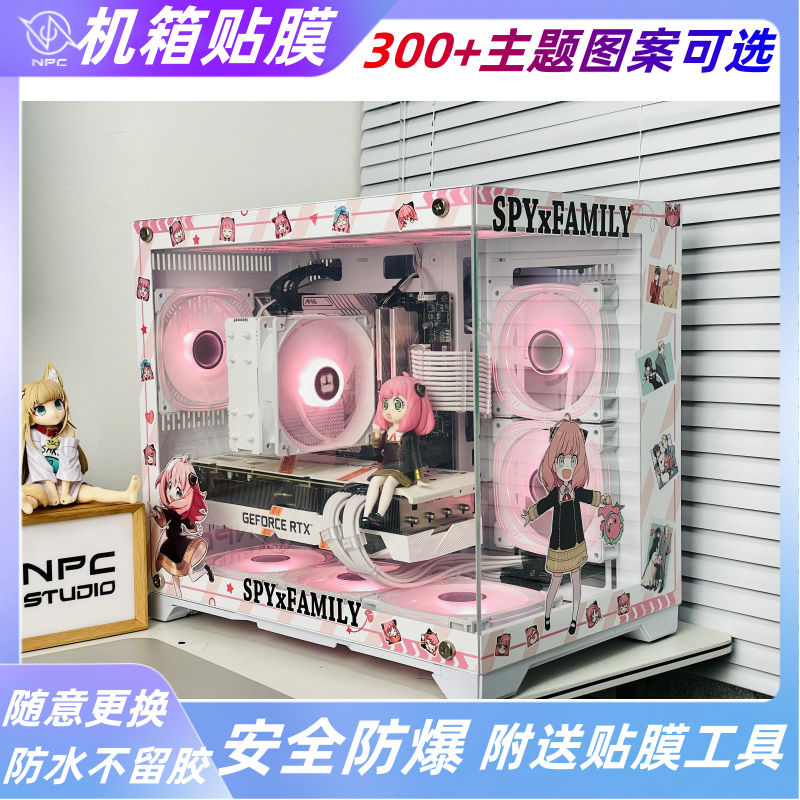 NPC
机箱贴膜
300+主题图案可选
SPYxFAMILY
GEFORCE RTX
NPC
STUDIO
SPYxFAMILY
随意更换
防水不留胶
安全防爆
附送贴膜工具